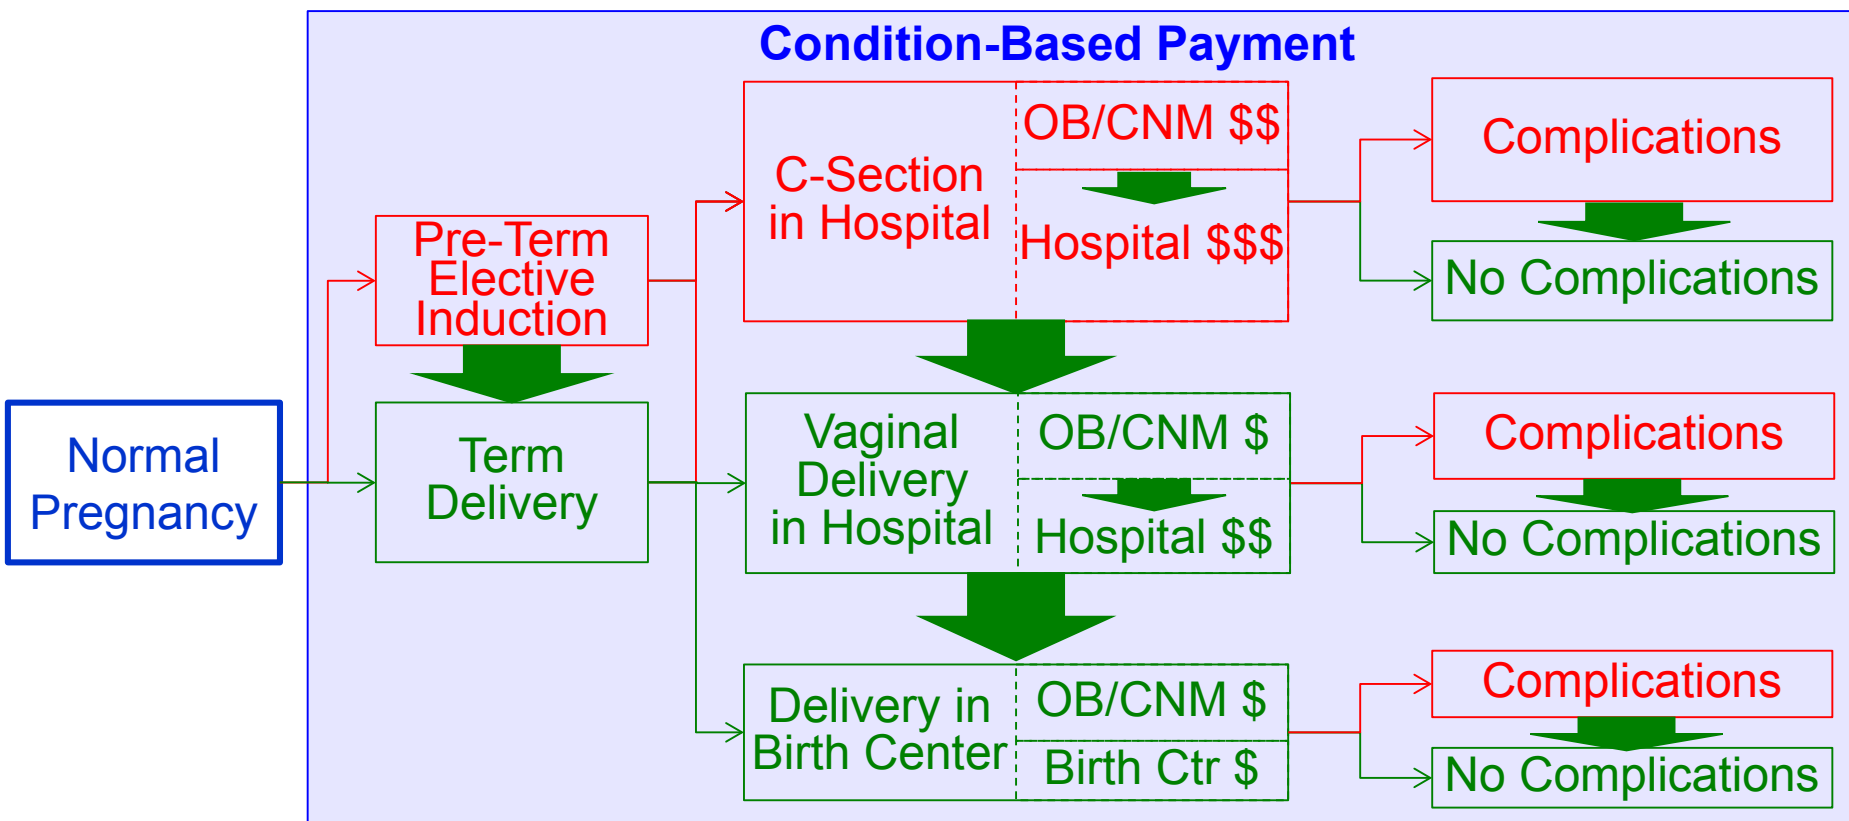 Condition-Based Payment
Normal
Pregnancy
Pre-Term
Elective
Induction
Term
Delivery
C-Section
in Hospital
OB/CNM $$
Hospital $$$
Complications
No Complications
Vaginal
Delivery
in Hospital
OB/CNM $
Hospital $$
Complications
No Complications
Delivery in
Birth Center
OB/CNM $
Birth Ctr $
Complications
No Complications